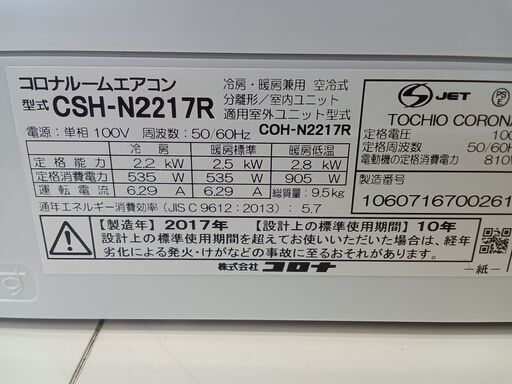 コロナルームエアコン
型式 CSH-N2217R
冷房・暖房兼用 空冷式
分離形／室内ユニット
適用室外ユニット型式
COH-N2217R
電源：単相100V 周波数：50/60Hz
冷房 暖房標準 暖房低温
定格能力 2.2 kW 2.5 kW 2.8 kW
定格消費電力 535 W 535 W 905 W
運転電流 6.29 A 6.29 A 総質量：9.5kg
通年エネルギー消費効率（JIS C 9612：2013）：5.7
【製造年】2017年 【設計上の標準使用期間】10年
設計上の標準使用期間を超えてお使いいただいた場合は、経年
劣化による発火・けがなどの事故に至るおそれがあります。
株式会社 コロナ
JET
PS
E
TOCHIO CORONA
定格電圧 100
定格周波数 50/60H
電動機の定格消費電力 810W
製造番号
1060716700261
―紙―
す